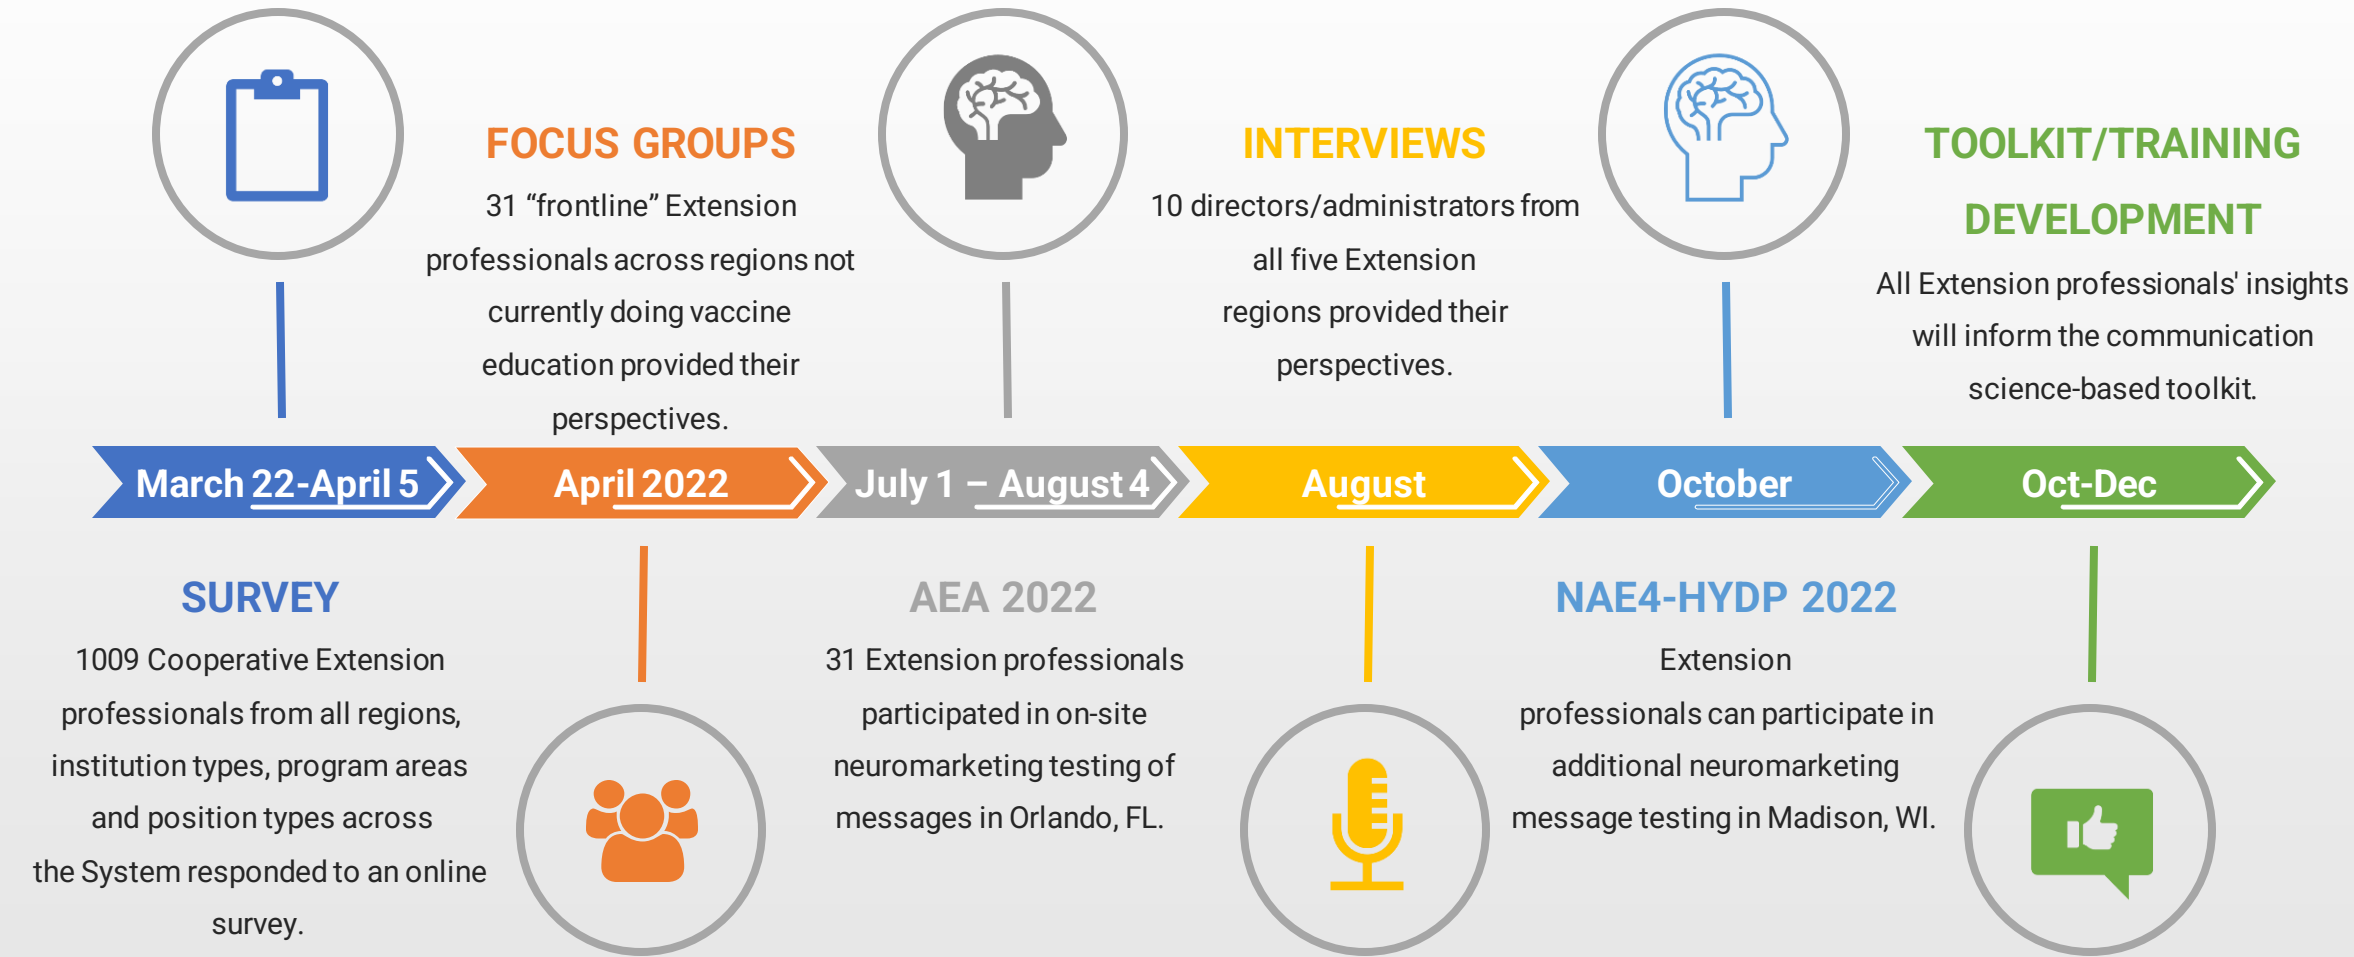 FOCUS GROUPS
31 “frontline” Extension
professionals across regions not
currently doing vaccine
education provided their
perspectives.
INTERVIEWS
10 directors/administrators from
all five Extension
regions provided their
perspectives.
TOOLKIT/TRAINING
DEVELOPMENT
All Extension professionals' insights
will inform the communication
science-based toolkit.
March 22-April 5
April 2022
July 1 – August 4
August
October
Oct-Dec
SURVEY
1009 Cooperative Extension
professionals from all regions,
institution types, program areas
and position types across
the System responded to an online
survey.
AEA 2022
31 Extension professionals
participated in on-site
neuromarketing testing of
messages in Orlando, FL.
NAE4-HYDP 2022
Extension
professionals can participate in
additional neuromarketing
message testing in Madison, WI.